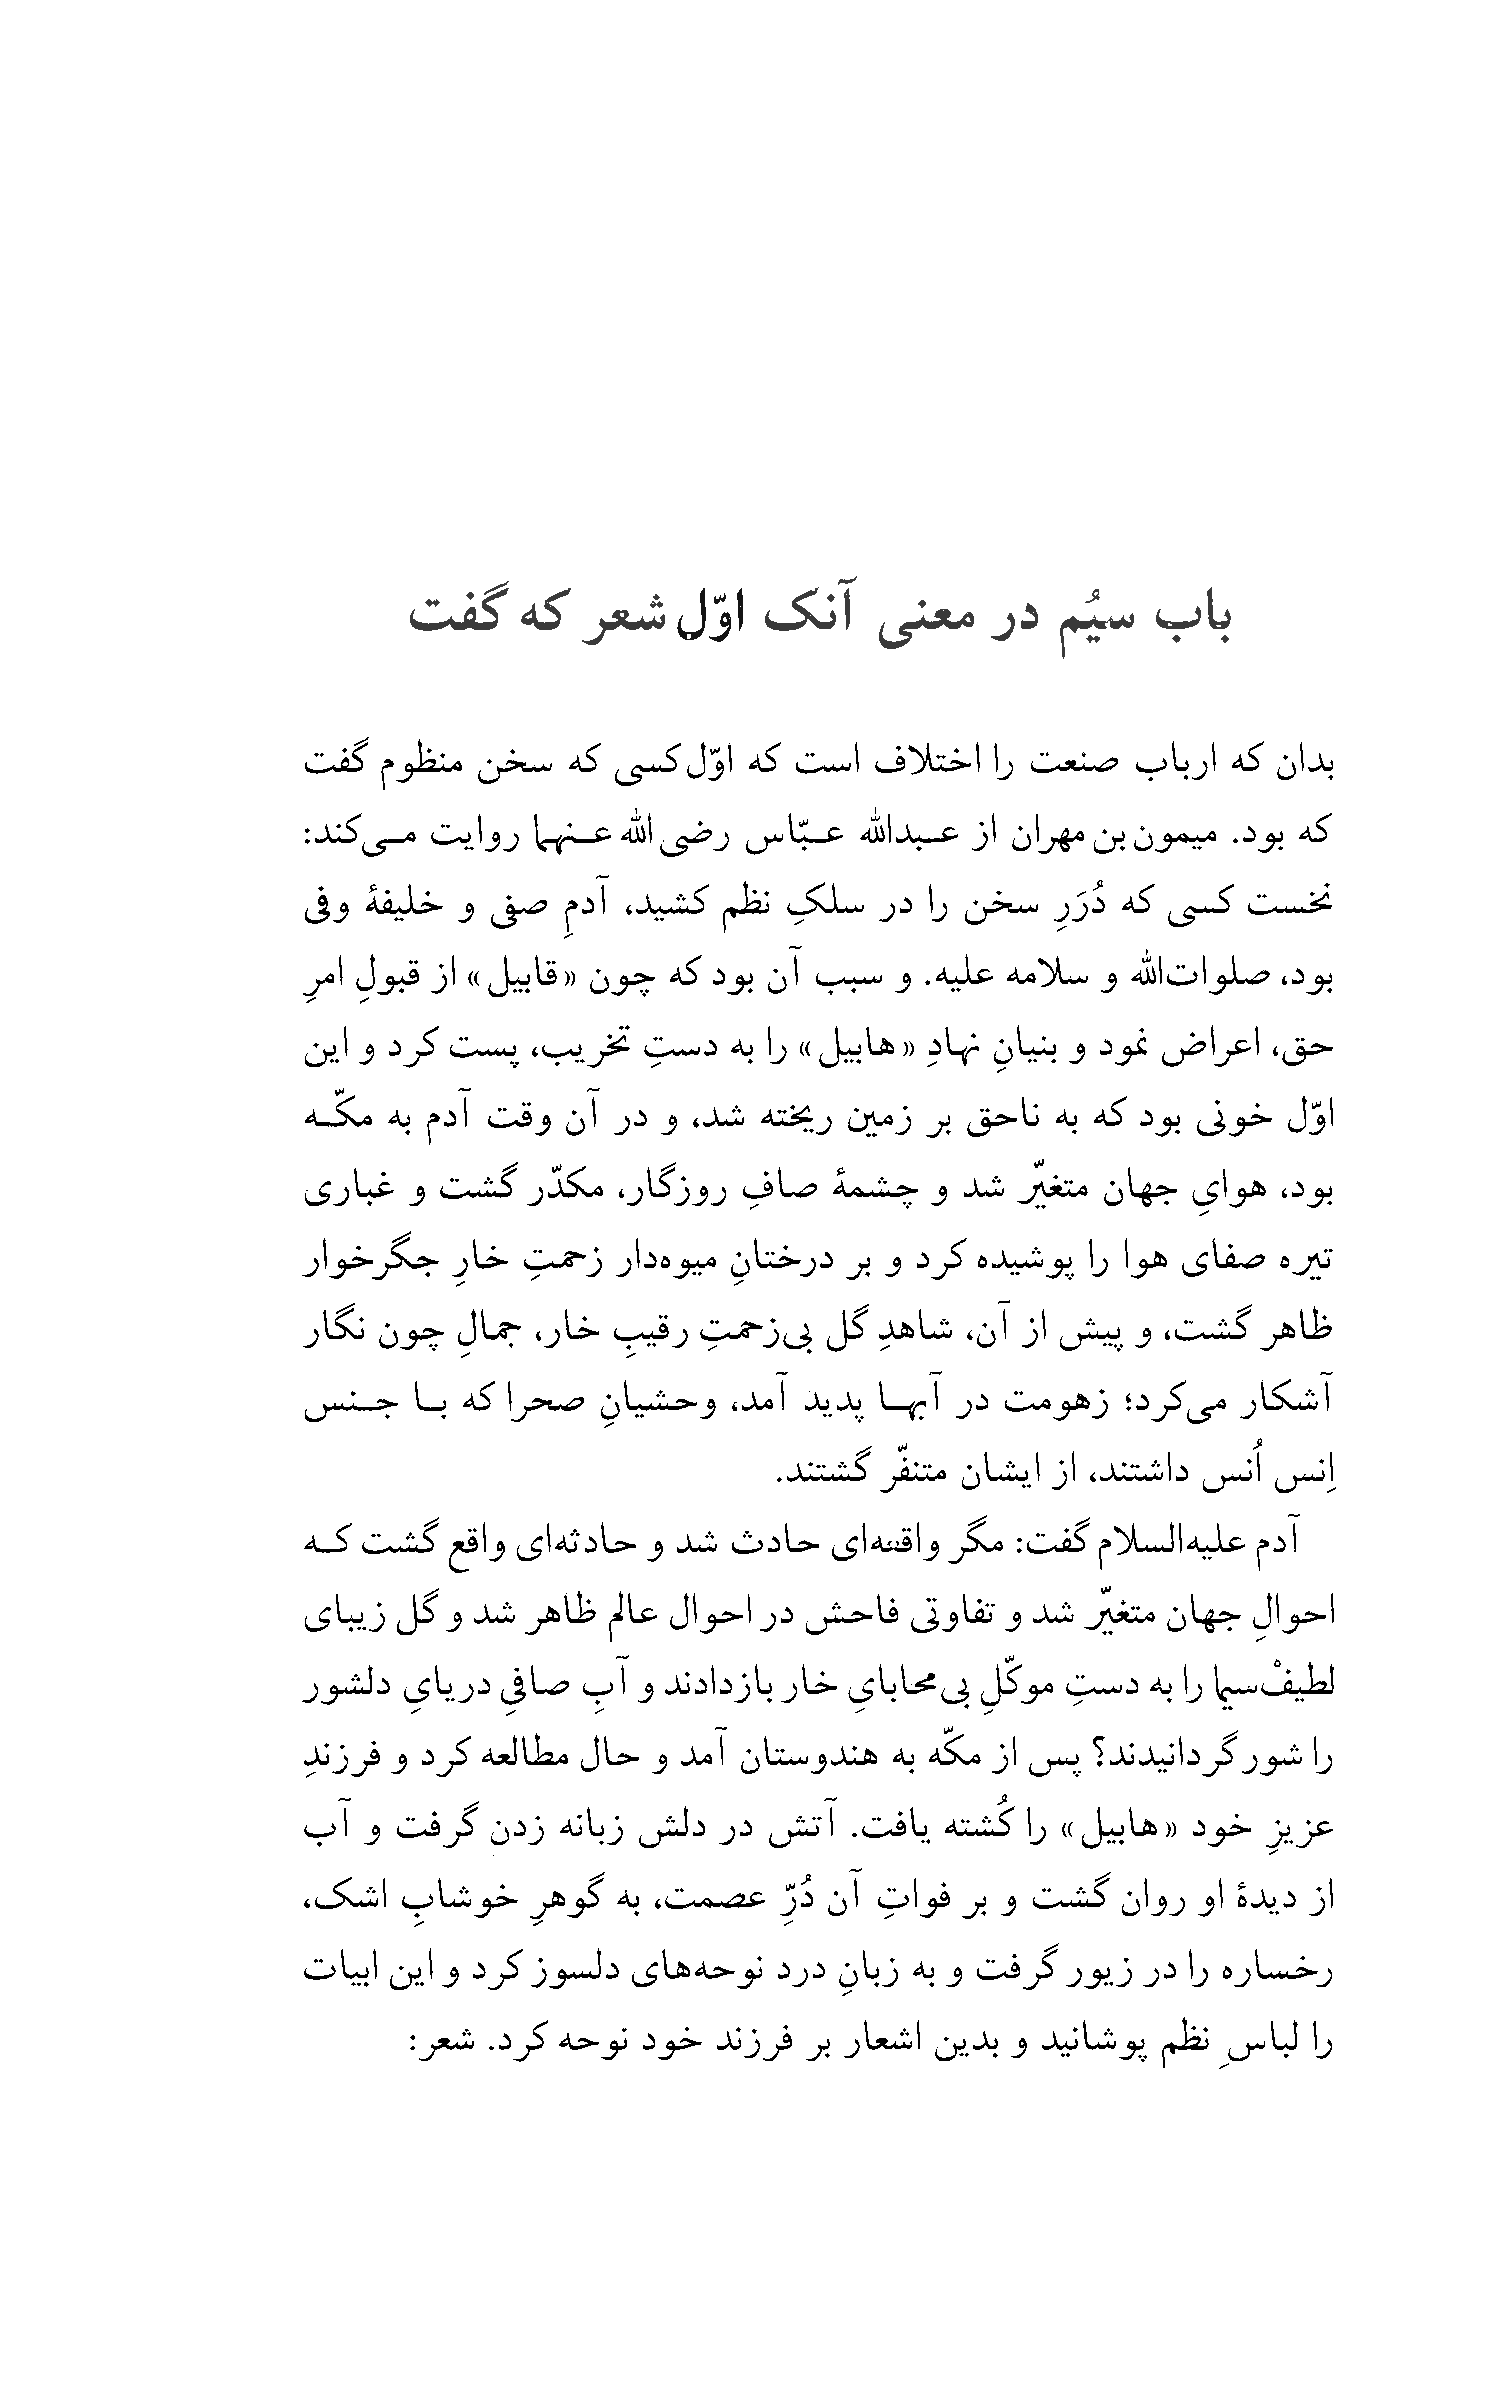 باب سیُم در معنی آنک اوّل شعر که گفت
بدان که ارباب صنعت را اختلاف است که اوّل کسی که سخن منظوم گفت
که بود. میمون بن مهران از عبدالله عبّاس رضی الله عنهما روایت می‌کند:
نخست کسی که دُرَرِ سخن را در سلکِ نظم کشید، آدمِ صفی و خلیفهٔ وفی
بود، صلوات‌الله و سلامه علیه. و سبب آن بود که چون «قابیل» از قبولِ امرِ
حق، اعراض نمود و بنیانِ نهادِ «هابیل» را به دستِ تخریب، پست کرد و این
اوّل خونی بود که به ناحق بر زمین ریخته شد، و در آن وقت آدم به مکّه
بود، هوایِ جهان متغیّر شد و چشمهٔ صافِ روزگار، مکدّر گشت و غباری
تیره صفای هوا را پوشیده کرد و بر درختانِ میوه‌دار زحمتِ خارِ جگرخوار
ظاهر گشت، و پیش از آن، شاهدِ گل بی‌زحمتِ رقیبِ خار، جمالِ چون نگار
آشکار می‌کرد؛ زهومت در آبها پدید آمد، وحشیانِ صحرا که با جنس
اِنس اُنس داشتند، از ایشان متنفّر گشتند.
آدم علیه‌السلام گفت: مگر واقعه‌ای حادث شد و حادثه‌ای واقع گشت که
احوالِ جهان متغیّر شد و تفاوتی فاحش در احوال عالم ظاهر شد و گل زیبای
لطیفْ‌سیما را به دستِ موکّلِ بی‌محابایِ خار بازدادند و آبِ صافیِ دریایِ دلشور
را شور گردانیدند؟ پس از مکّه به هندوستان آمد و حال مطالعه کرد و فرزندِ
عزیزِ خود «هابیل» را کُشته یافت. آتش در دلش زبانه زدن گرفت و آب
از دیدهٔ او روان گشت و بر فواتِ آن دُرِّ عصمت، به گوهرِ خوشابِ اشک،
رخساره را در زیور گرفت و به زبانِ درد نوحه‌های دلسوز کرد و این ابیات
را لباسِ نظم پوشانید و بدین اشعار بر فرزند خود نوحه کرد. شعر: